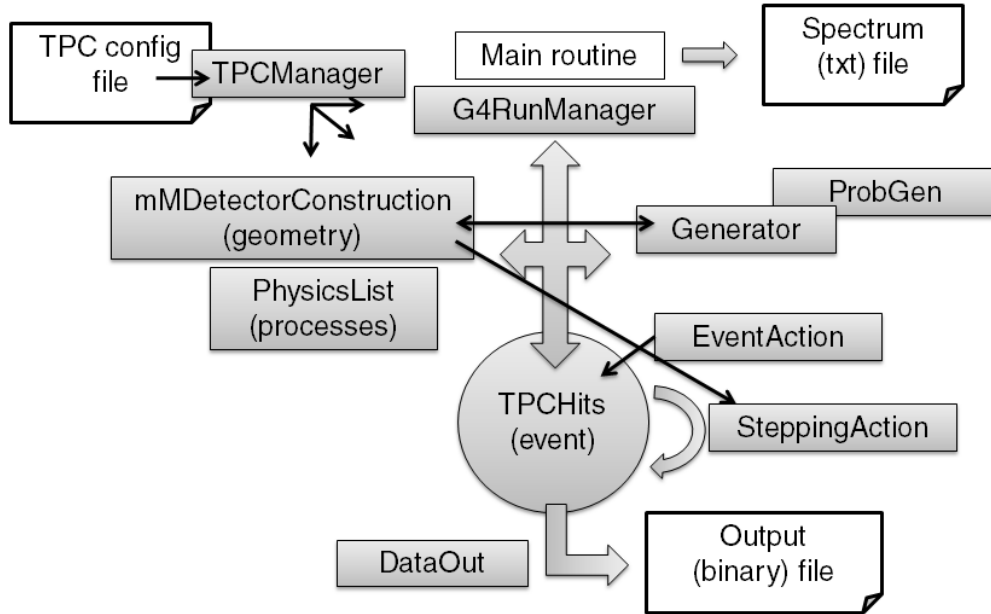 TPC config
file
TPCManager
Main routine
Spectrum
(txt) file
G4RunManager
mMDetectorConstruction
(geometry)
ProbGen
Generator
PhysicsList
(processes)
EventAction
TPCHits
(event)
SteppingAction
DataOut
Output
(binary) file